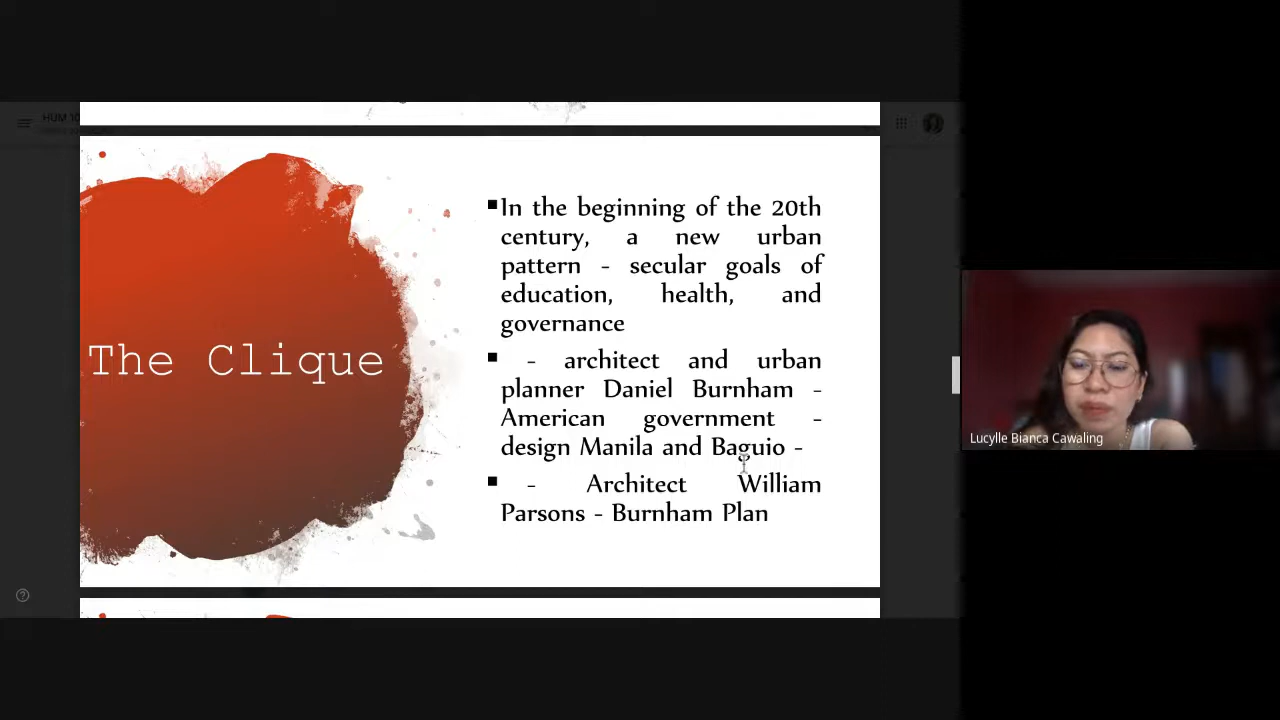 HUM 10
The Clique
▪In the beginning of the 20th
century, a new urban
pattern - secular goals of
education, health, and
governance
▪ - architect and urban
planner Daniel Burnham -
American government -
design Manila and Baguio -
▪ - Architect William
Parsons - Burnham Plan
Lucylle Bianca Cawaling